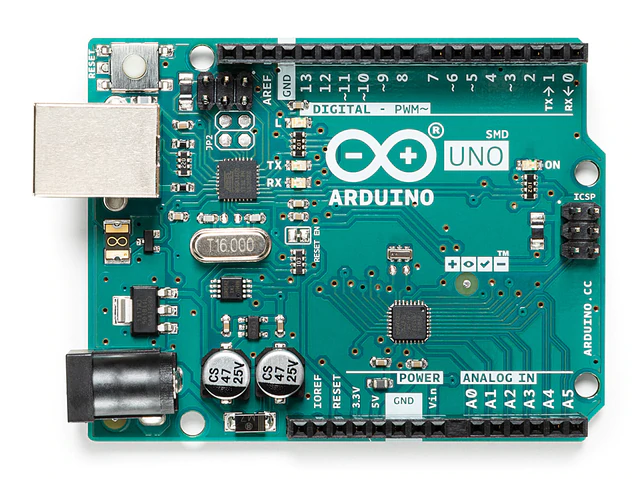 RESET
AREF
GND
13
12
~11
~10
~9
8
7
~6
~5
4
~3
2
TX→1
RX←0
DIGITAL - PWM~
JP2
L
TX
RX
®
SMD
UNO
ARDUINO
ON
ICSP
T16.000
RESET EN
TM
ARDUINO.CC
CS
47
25V
CS
47
25V
POWER
ANALOG IN
IOREF
RESET
3.3V
5V
GND
Vin
A0
A1
A2
A3
A4
A5